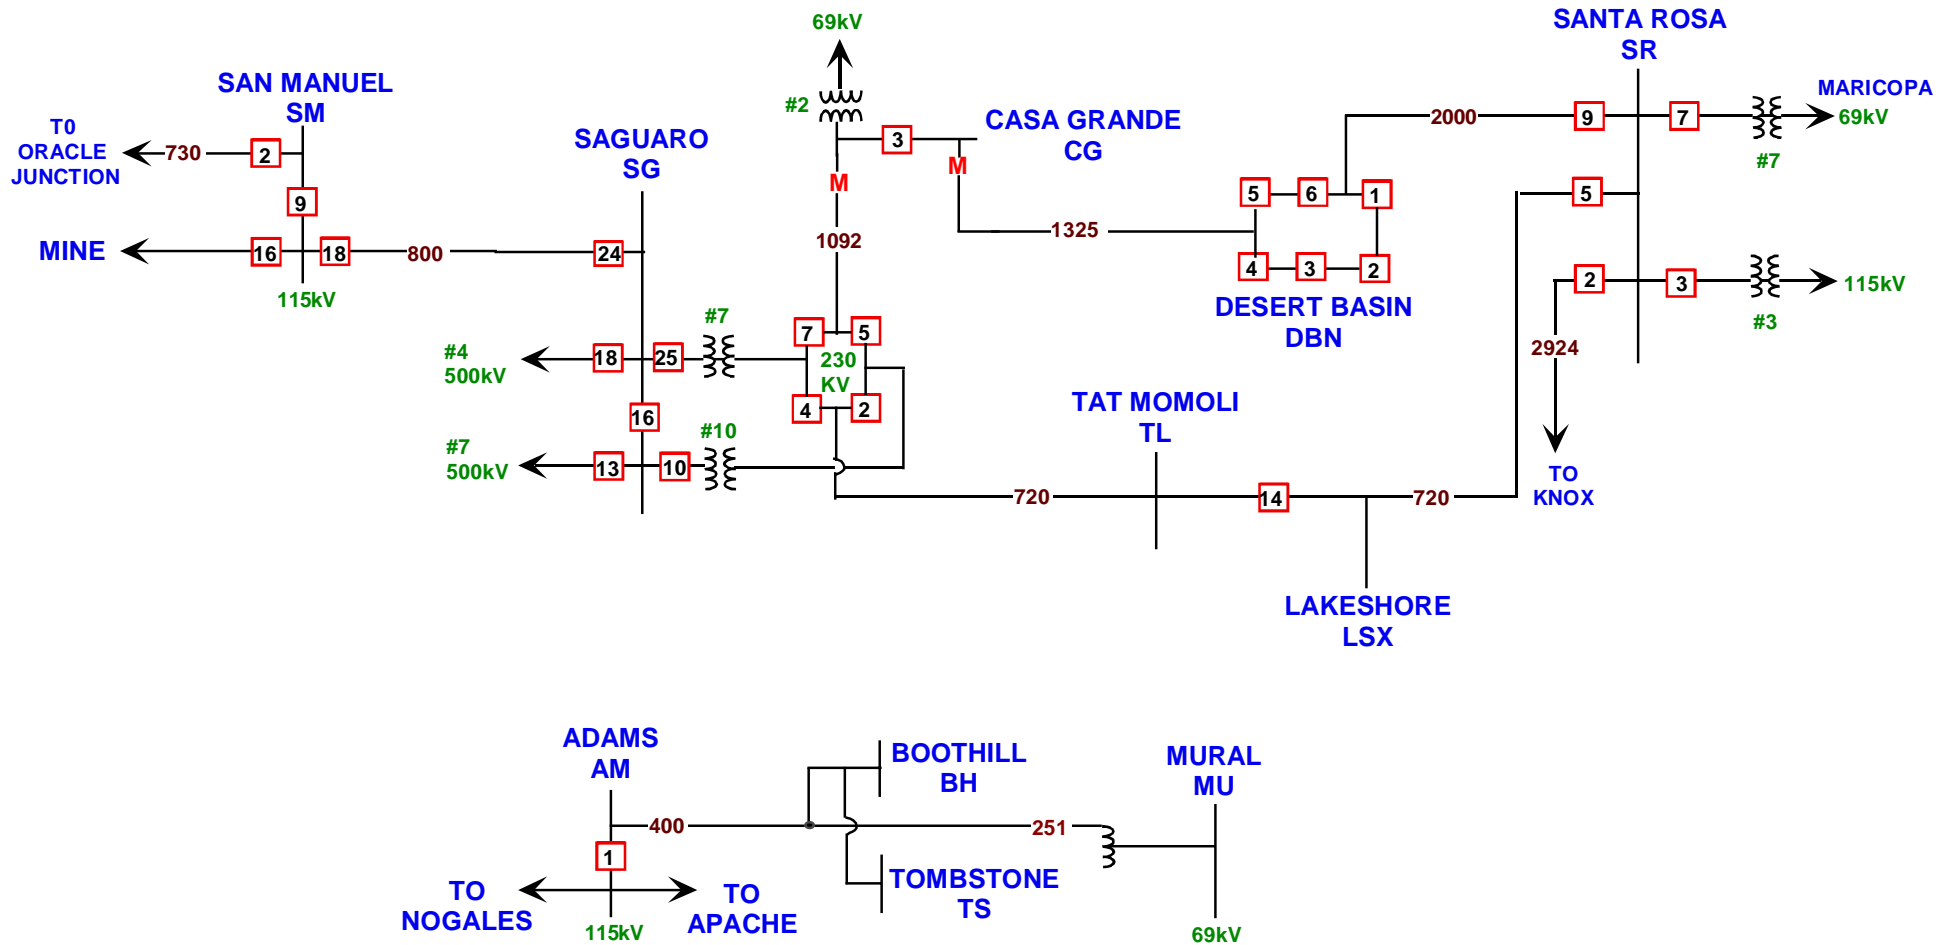 69kV
#2
3
CASA GRANDE
CG
M
M
1092
1325
SAN MANUEL
SM
T0
ORACLE
JUNCTION
730
2
9
MINE
16
18
800
115kV
SAGUARO
SG
24
#4
500kV
18
25
#7
16
#7
500kV
13
10
#10
7
5
230
KV
4
2
SANTA ROSA
SR
2000
9
7
MARICOPA
69kV
#7
5
2
3
115kV
#3
2924
TO
KNOX
5
6
1
4
3
2
DESERT BASIN
DBN
TAT MOMOLI
TL
720
14
720
LAKESHORE
LSX
ADAMS
AM
400
1
TO
NOGALES
TO
APACHE
115kV
BOOTHILL
BH
251
TOMBSTONE
TS
MURAL
MU
69kV